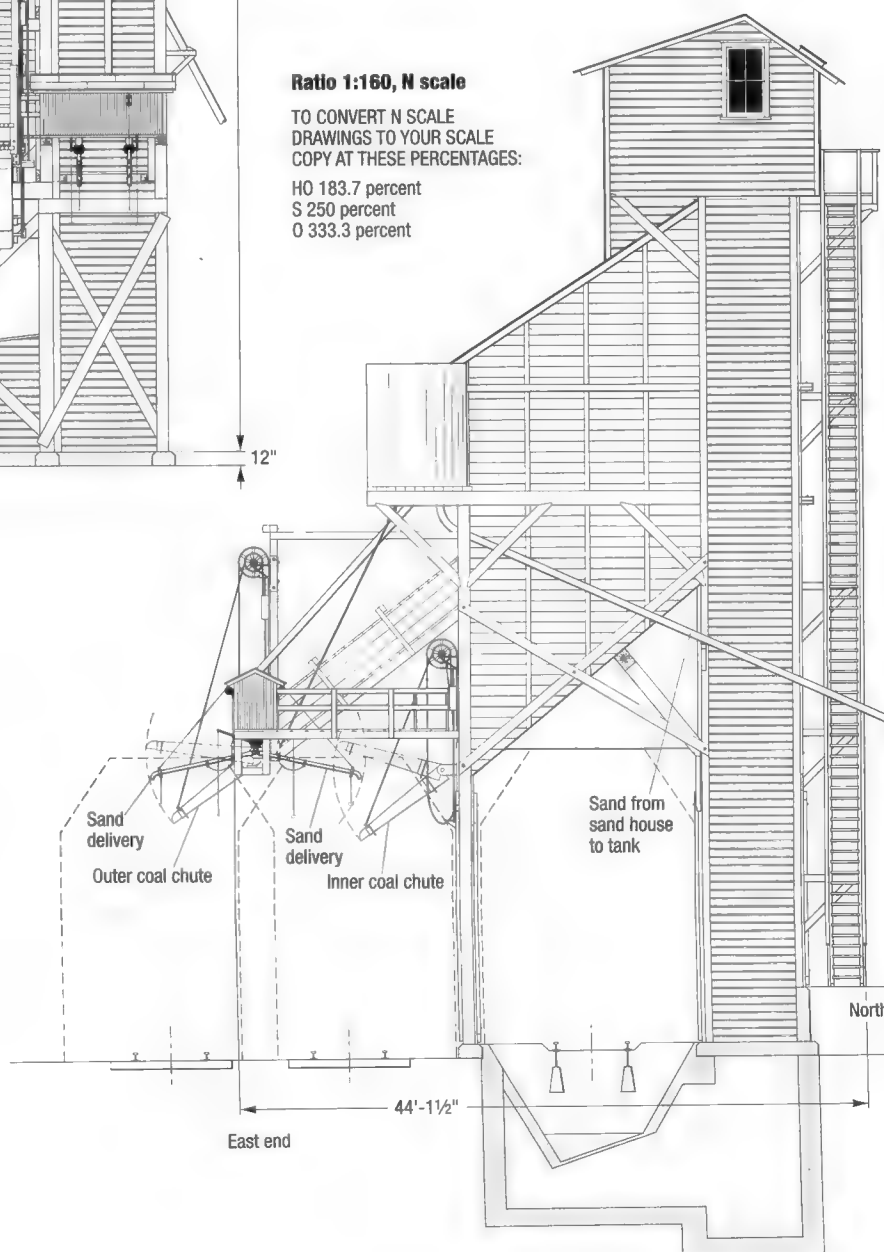 Ratio 1:160, N scale
TO CONVERT N SCALE
DRAWINGS TO YOUR SCALE
COPY AT THESE PERCENTAGES:
HO 183.7 percent
S 250 percent
O 333.3 percent
12"
Sand
delivery
Outer coal chute
Sand
delivery
Inner coal chute
Sand from
sand house
to tank
North
44'-1½"
East end